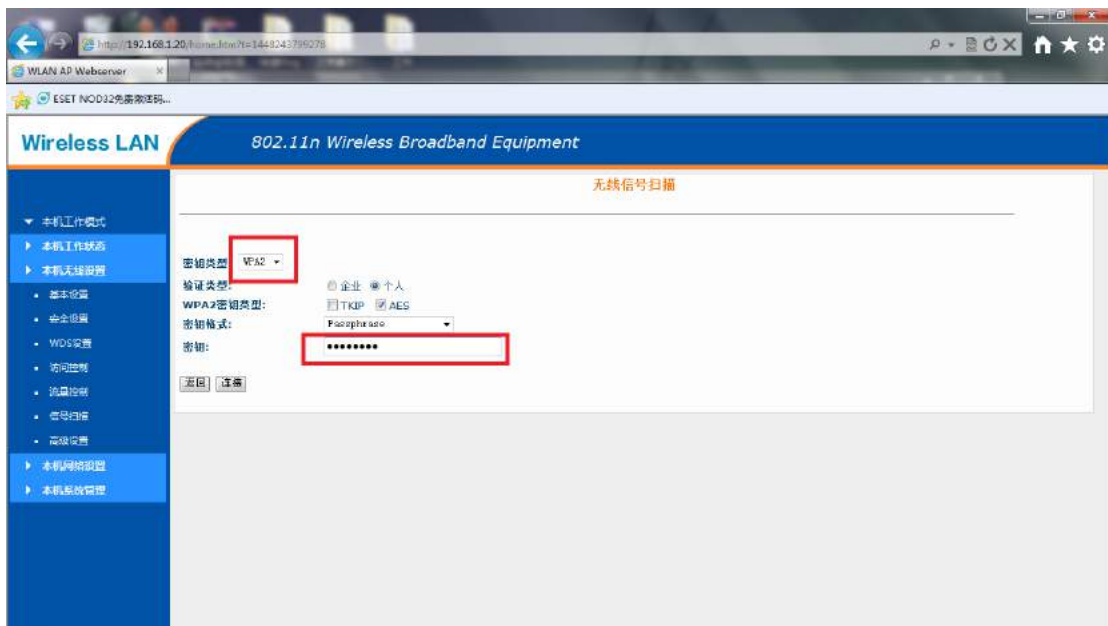 http://192.168.1.20/home.htm?t=1448243799278
WLAN AP Webserver
ESET NOD32免费激活码...
Wireless LAN
802.11n Wireless Broadband Equipment
无线信号扫描
本机工作模式
本机工作状态
本机无线设置
基本设置
安全设置
WDS设置
访问控制
流量控制
信号扫描
高级设置
本机网络设置
本机系统管理
密钥类型 WPA2
验证类型: 企业 个人
WPA2密钥类型: TKIP AES
密钥格式: Passphrase
密钥: ••••••••
返回 连接